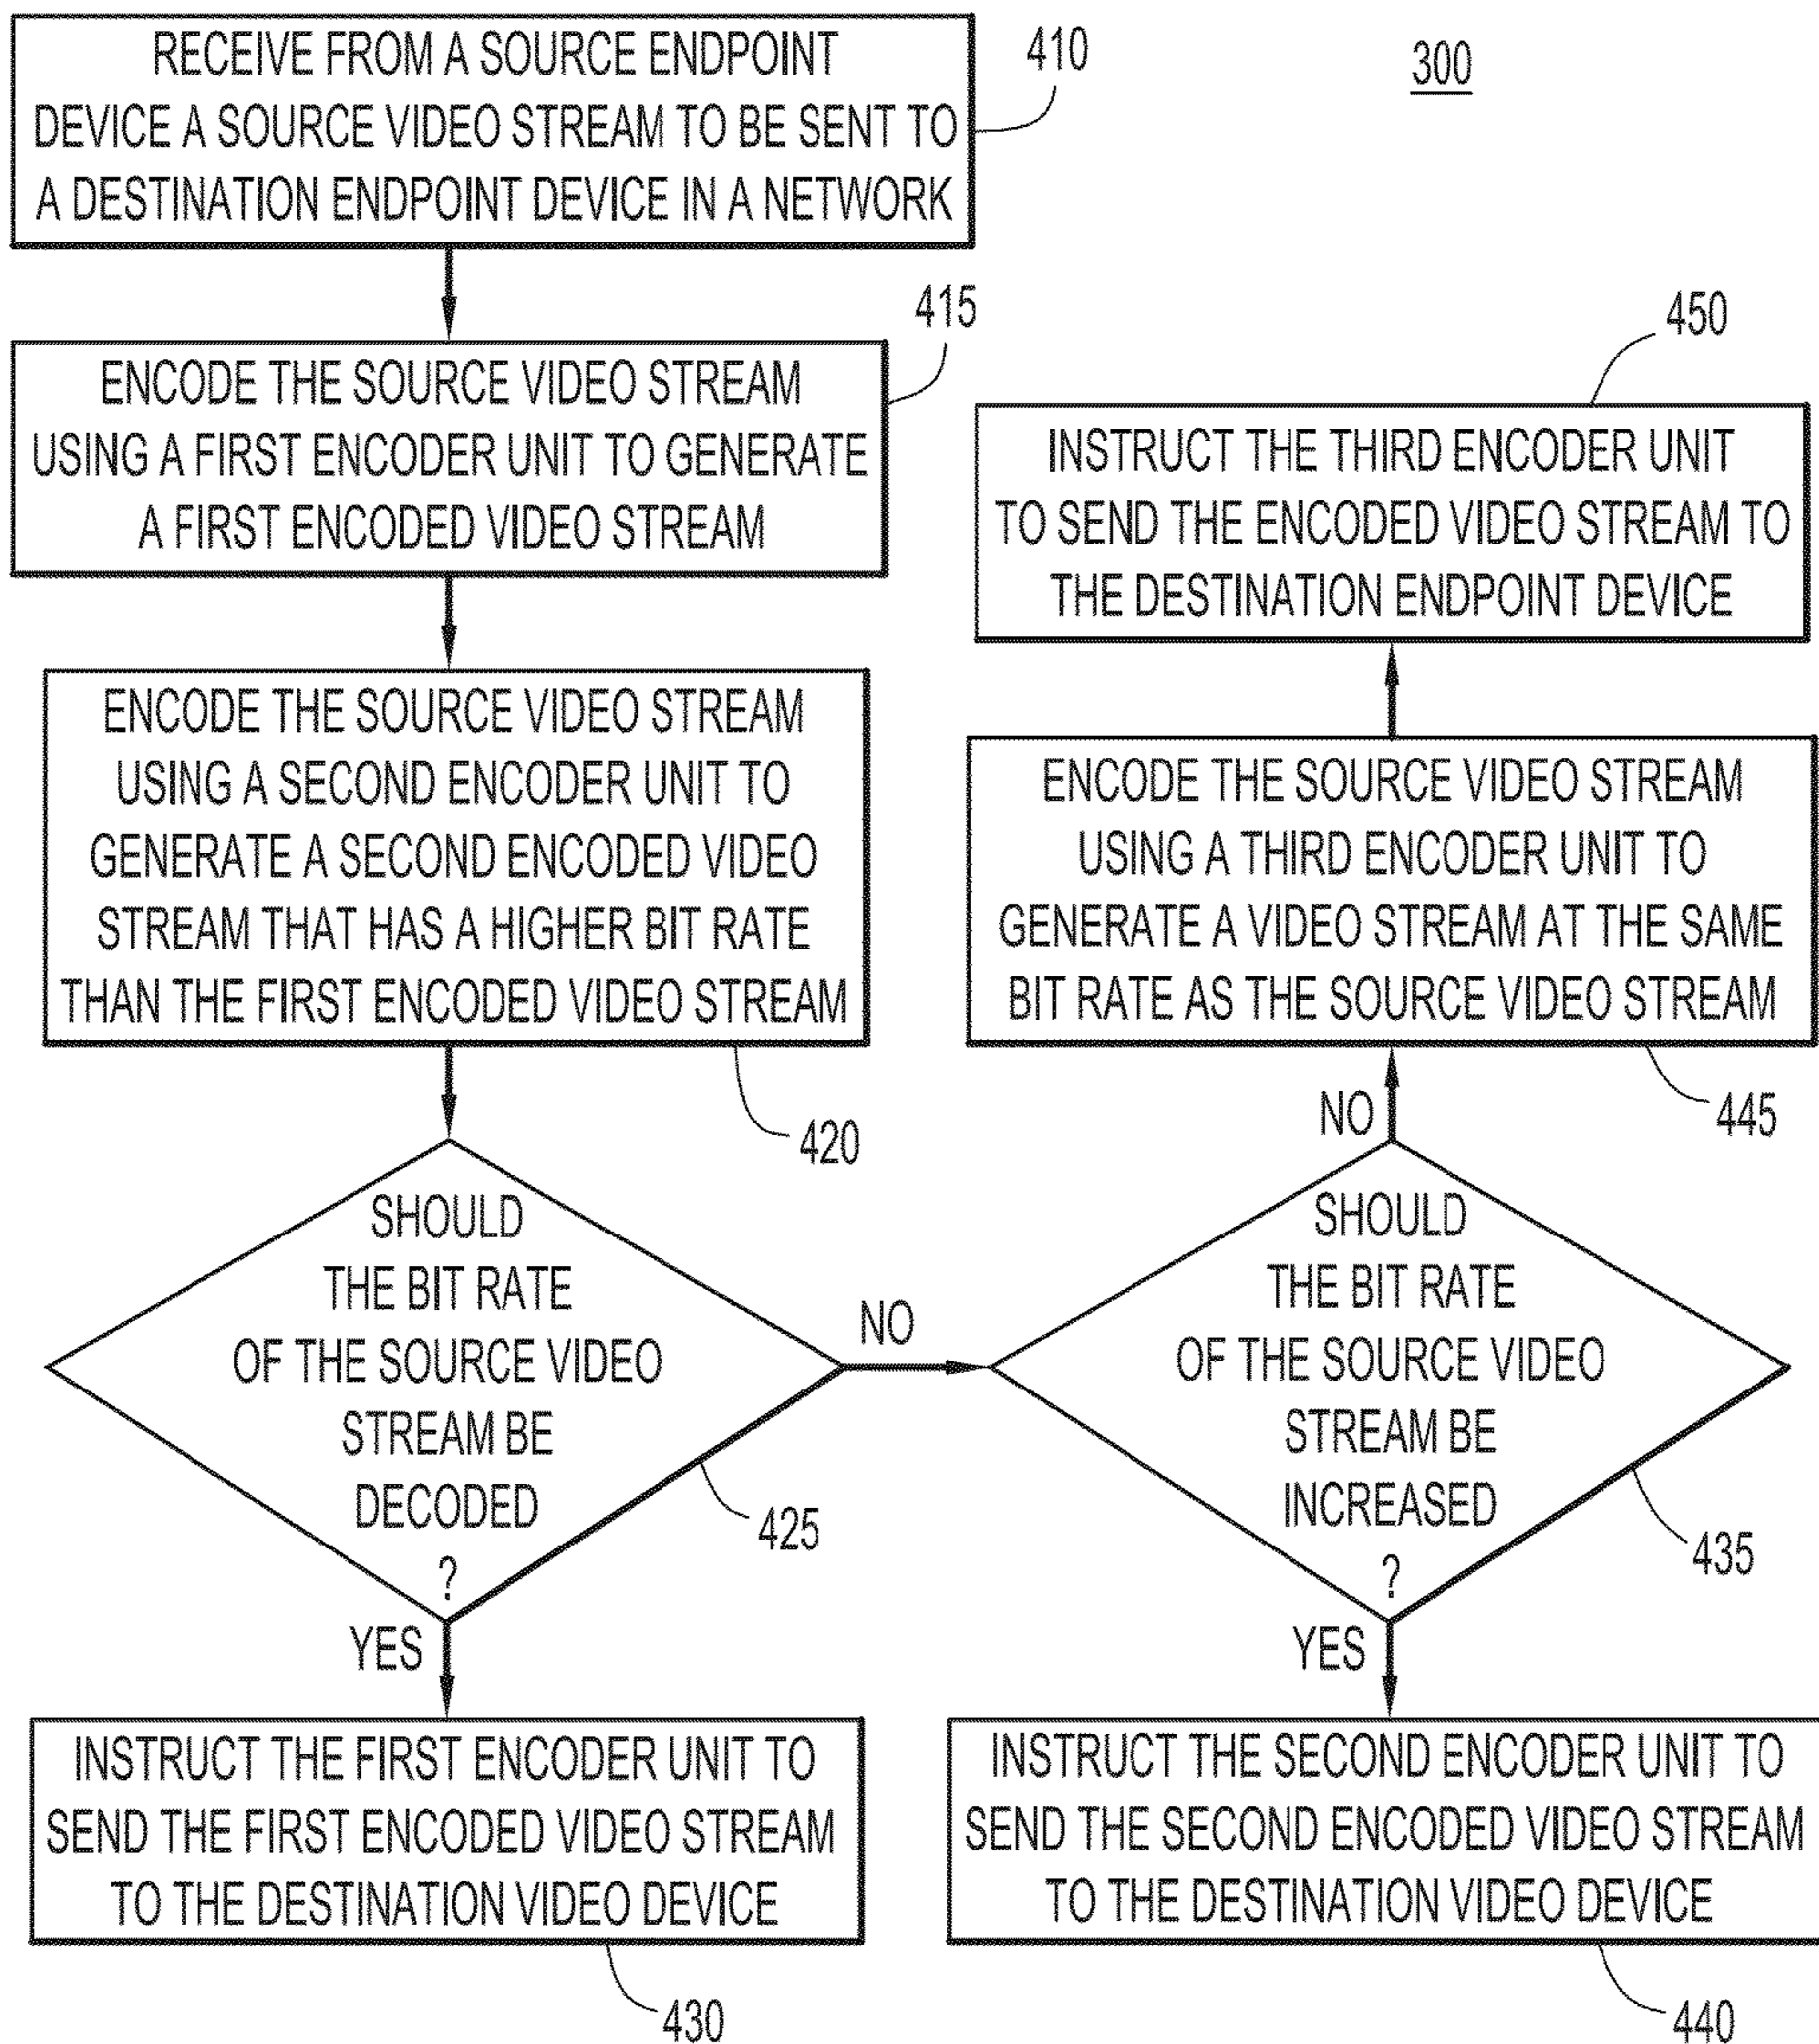 300
RECEIVE FROM A SOURCE ENDPOINT
DEVICE A SOURCE VIDEO STREAM TO BE SENT TO
A DESTINATION ENDPOINT DEVICE IN A NETWORK
410
ENCODE THE SOURCE VIDEO STREAM
USING A FIRST ENCODER UNIT TO GENERATE
A FIRST ENCODED VIDEO STREAM
415
ENCODE THE SOURCE VIDEO STREAM
USING A SECOND ENCODER UNIT TO
GENERATE A SECOND ENCODED VIDEO
STREAM THAT HAS A HIGHER BIT RATE
THAN THE FIRST ENCODED VIDEO STREAM
420
SHOULD
THE BIT RATE
OF THE SOURCE VIDEO
STREAM BE
DECODED
?
425
YES
NO
INSTRUCT THE FIRST ENCODER UNIT TO
SEND THE FIRST ENCODED VIDEO STREAM
TO THE DESTINATION VIDEO DEVICE
430
SHOULD
THE BIT RATE
OF THE SOURCE VIDEO
STREAM BE
INCREASED
?
435
YES
NO
INSTRUCT THE SECOND ENCODER UNIT TO
SEND THE SECOND ENCODED VIDEO STREAM
TO THE DESTINATION VIDEO DEVICE
440
ENCODE THE SOURCE VIDEO STREAM
USING A THIRD ENCODER UNIT TO
GENERATE A VIDEO STREAM AT THE SAME
BIT RATE AS THE SOURCE VIDEO STREAM
445
INSTRUCT THE THIRD ENCODER UNIT
TO SEND THE ENCODED VIDEO STREAM TO
THE DESTINATION ENDPOINT DEVICE
450